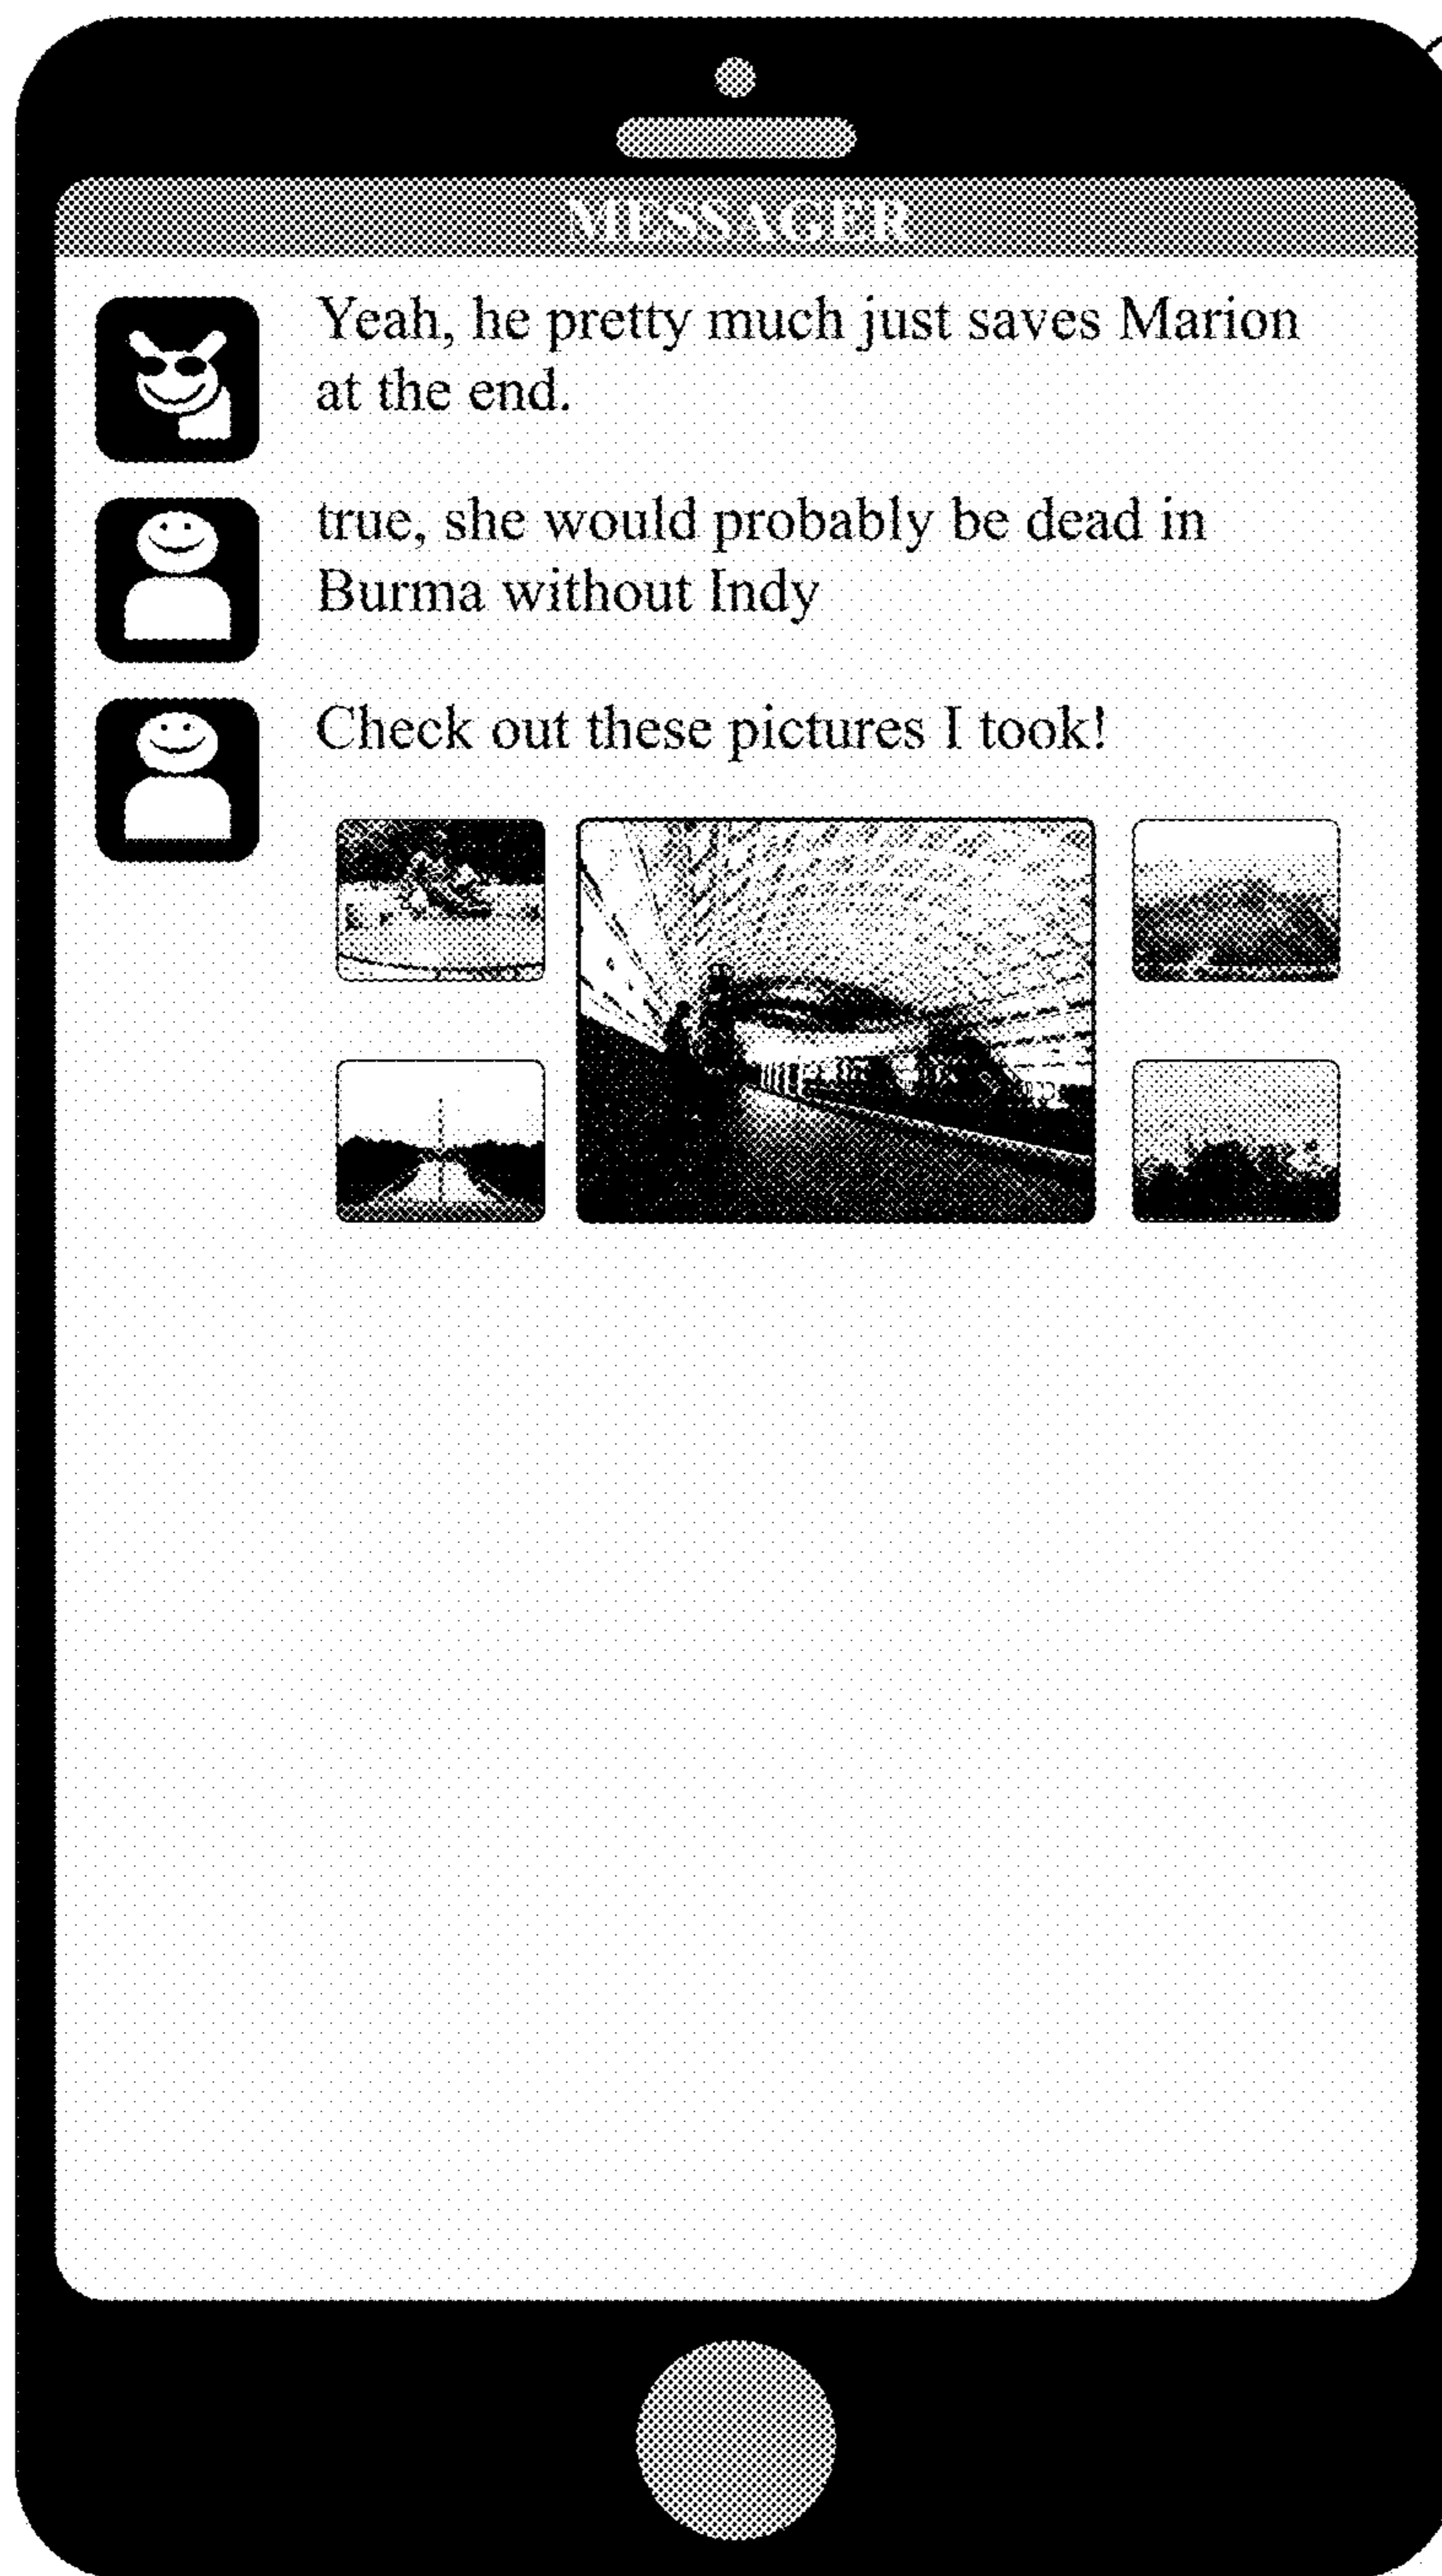 MESSAGER
Yeah, he pretty much just saves Marion
at the end.
true, she would probably be dead in
Burma without Indy
Check out these pictures I took!